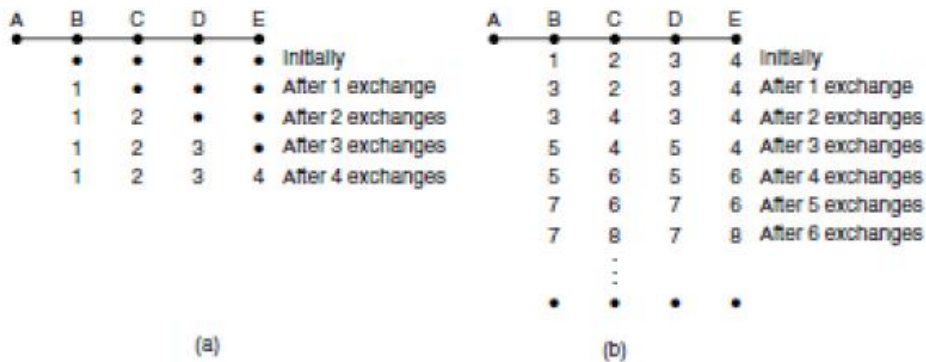 A B C D E
• • • • Initially
1 • • • After 1 exchange
1 2 • • After 2 exchanges
1 2 3 • After 3 exchanges
1 2 3 4 After 4 exchanges
(a)
A B C D E
1 2 3 4 Initially
3 2 3 4 After 1 exchange
3 4 3 4 After 2 exchanges
5 4 5 4 After 3 exchanges
5 6 5 6 After 4 exchanges
7 6 7 6 After 5 exchanges
7 8 7 8 After 6 exchanges
⋮
• • • •
(b)